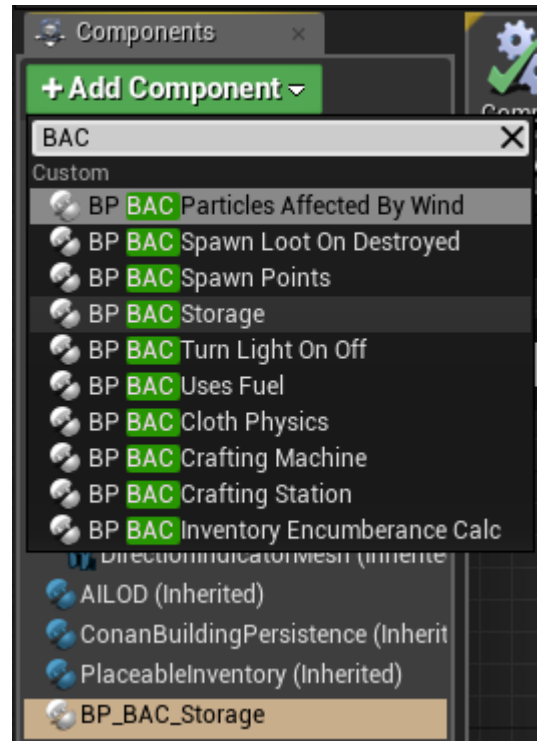 Components
+ Add Component
BAC
Custom
BP BAC Particles Affected By Wind
BP BAC Spawn Loot On Destroyed
BP BAC Spawn Points
BP BAC Storage
BP BAC Turn Light On Off
BP BAC Uses Fuel
BP BAC Cloth Physics
BP BAC Crafting Machine
BP BAC Crafting Station
BP BAC Inventory Encumberance Calc
DirectionIndicatorMesh (Inherite
AILOD (Inherited)
ConanBuildingPersistence (Inherit
PlaceableInventory (Inherited)
BP_BAC_Storage